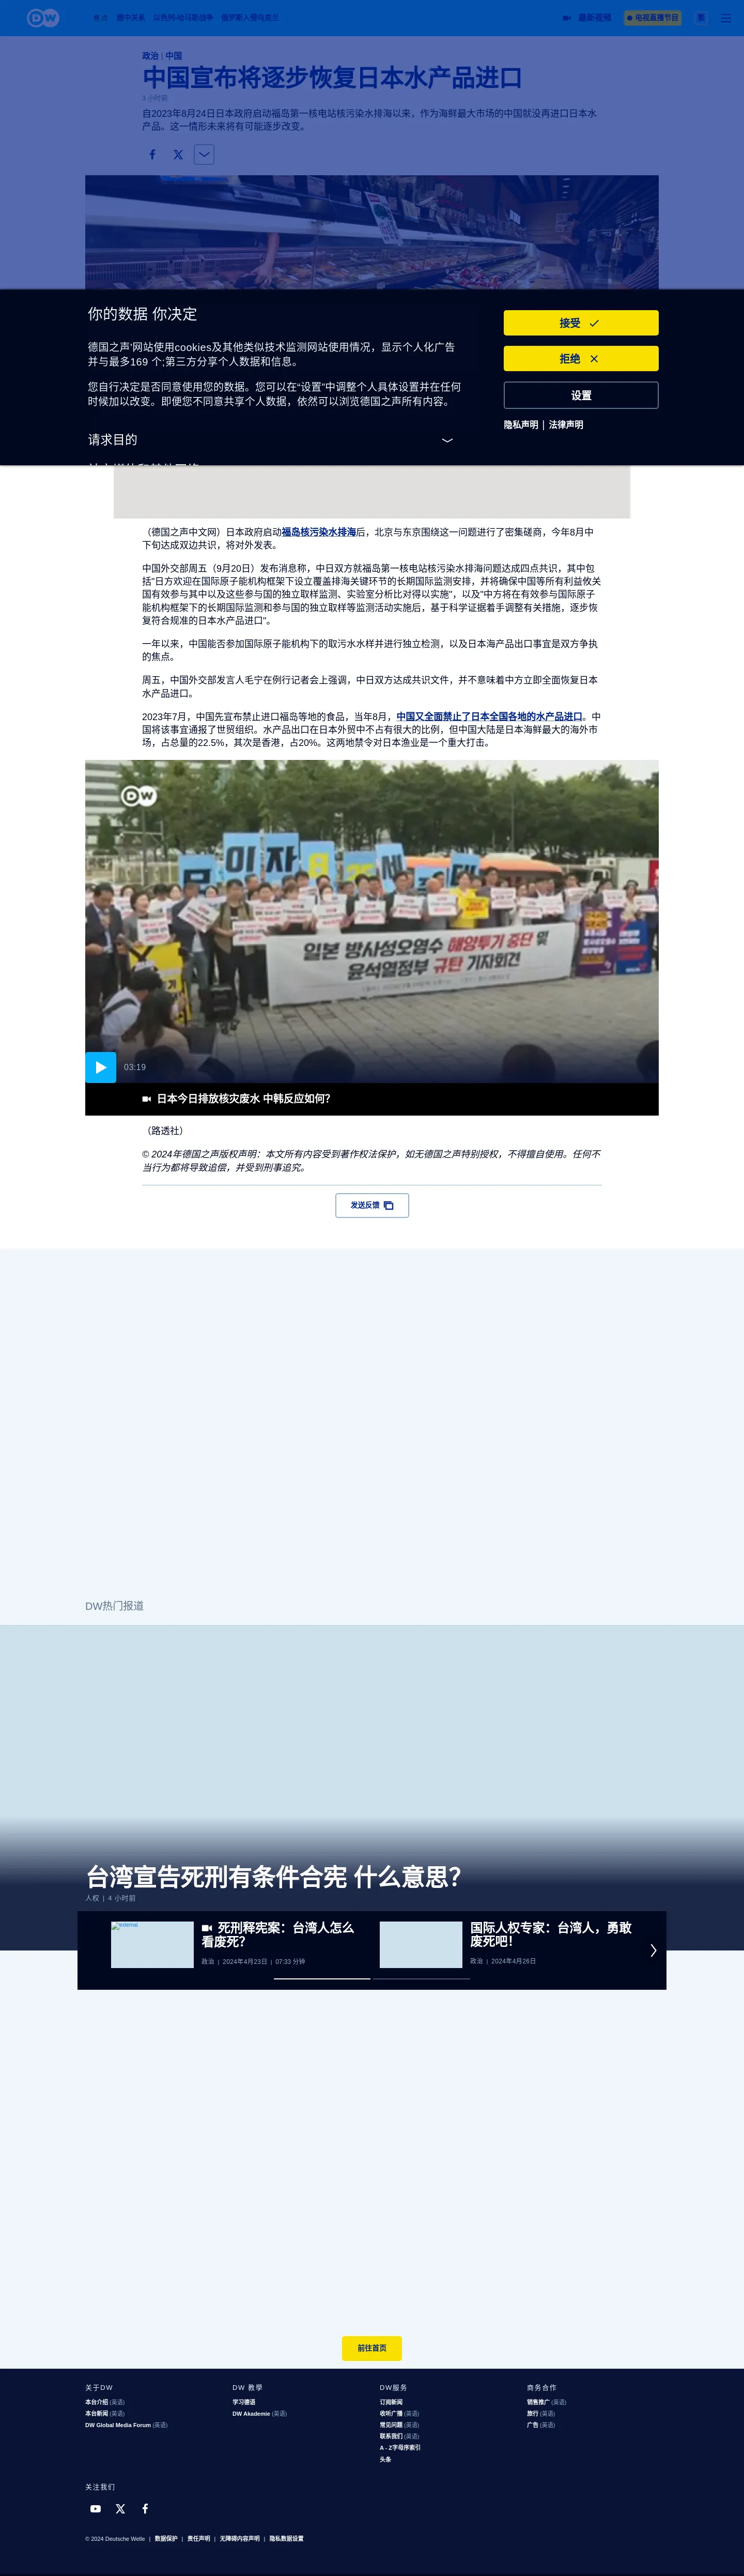 DW
焦点 德中关系 以色列-哈马斯战争 俄罗斯入侵乌克兰
最新视频
电视直播节目
繁
政治 | 中国
中国宣布将逐步恢复日本水产品进口
3 小时前
自2023年8月24日日本政府启动福岛第一核电站核污染水排海以来，作为海鲜最大市场的中国就没再进口日本水
产品。这一情形未来将有可能逐步改变。
你的数据 你决定
德国之声'网站使用cookies及其他类似技术监测网站使用情况，显示个人化广告
并与最多169 个;第三方分享个人数据和信息。
您自行决定是否同意使用您的数据。您可以在“设置”中调整个人具体设置并在任何
时候加以改变。即便您不同意共享个人数据，依然可以浏览德国之声所有内容。
请求目的
接受
拒绝
设置
隐私声明 | 法律声明
（德国之声中文网）日本政府启动福岛核污染水排海后，北京与东京围绕这一问题进行了密集磋商，今年8月中
下旬达成双边共识，将对外发表。
中国外交部周五（9月20日）发布消息称，中日双方就福岛第一核电站核污染水排海问题达成四点共识，其中包
括"日方欢迎在国际原子能机构框架下设立覆盖排海关键环节的长期国际监测安排，并将确保中国等所有利益攸关
国有效参与其中以及这些参与国的独立取样监测、实验室分析比对得以实施"，以及"中方将在有效参与国际原子
能机构框架下的长期国际监测和参与国的独立取样等监测活动实施后，基于科学证据着手调整有关措施，逐步恢
复符合规准的日本水产品进口"。
一年以来，中国能否参加国际原子能机构下的取污水水样并进行独立检测，以及日本海产品出口事宜是双方争执
的焦点。
周五，中国外交部发言人毛宁在例行记者会上强调，中日双方达成共识文件，并不意味着中方立即全面恢复日本
水产品进口。
2023年7月，中国先宣布禁止进口福岛等地的食品，当年8月，中国又全面禁止了日本全国各地的水产品进口。中
国将该事宜通报了世贸组织。水产品出口在日本外贸中不占有很大的比例，但中国大陆是日本海鲜最大的海外市
场，占总量的22.5%，其次是香港，占20%。这两地禁令对日本渔业是一个重大打击。
DW
일본 방사성오염수 해양투기 중단 및
윤석열정부 규탄 기자회견
03:19
日本今日排放核灾废水 中韩反应如何？
（路透社）
© 2024年德国之声版权声明：本文所有内容受到著作权法保护，如无德国之声特别授权，不得擅自使用。任何不
当行为都将导致追偿，并受到刑事追究。
发送反馈
DW热门报道
台湾宣告死刑有条件合宪 什么意思？
人权 | 4 小时前
external
死刑释宪案：台湾人怎么
看废死？
政治 | 2024年4月23日 | 07:33 分钟
国际人权专家：台湾人，勇敢
废死吧！
政治 | 2024年4月26日
前往首页
关于DW
本台介绍 (英语)
本台新闻 (英语)
DW Global Media Forum (英语)
DW 教學
学习德语
DW Akademie (英语)
DW服务
订阅新闻
收听广播 (英语)
常见问题 (英语)
联系我们 (英语)
A - Z字母序索引
头条
商务合作
销售推广 (英语)
旅行 (英语)
广告 (英语)
关注我们
© 2024 Deutsche Welle | 数据保护 | 责任声明 | 无障碍内容声明 | 隐私数据设置